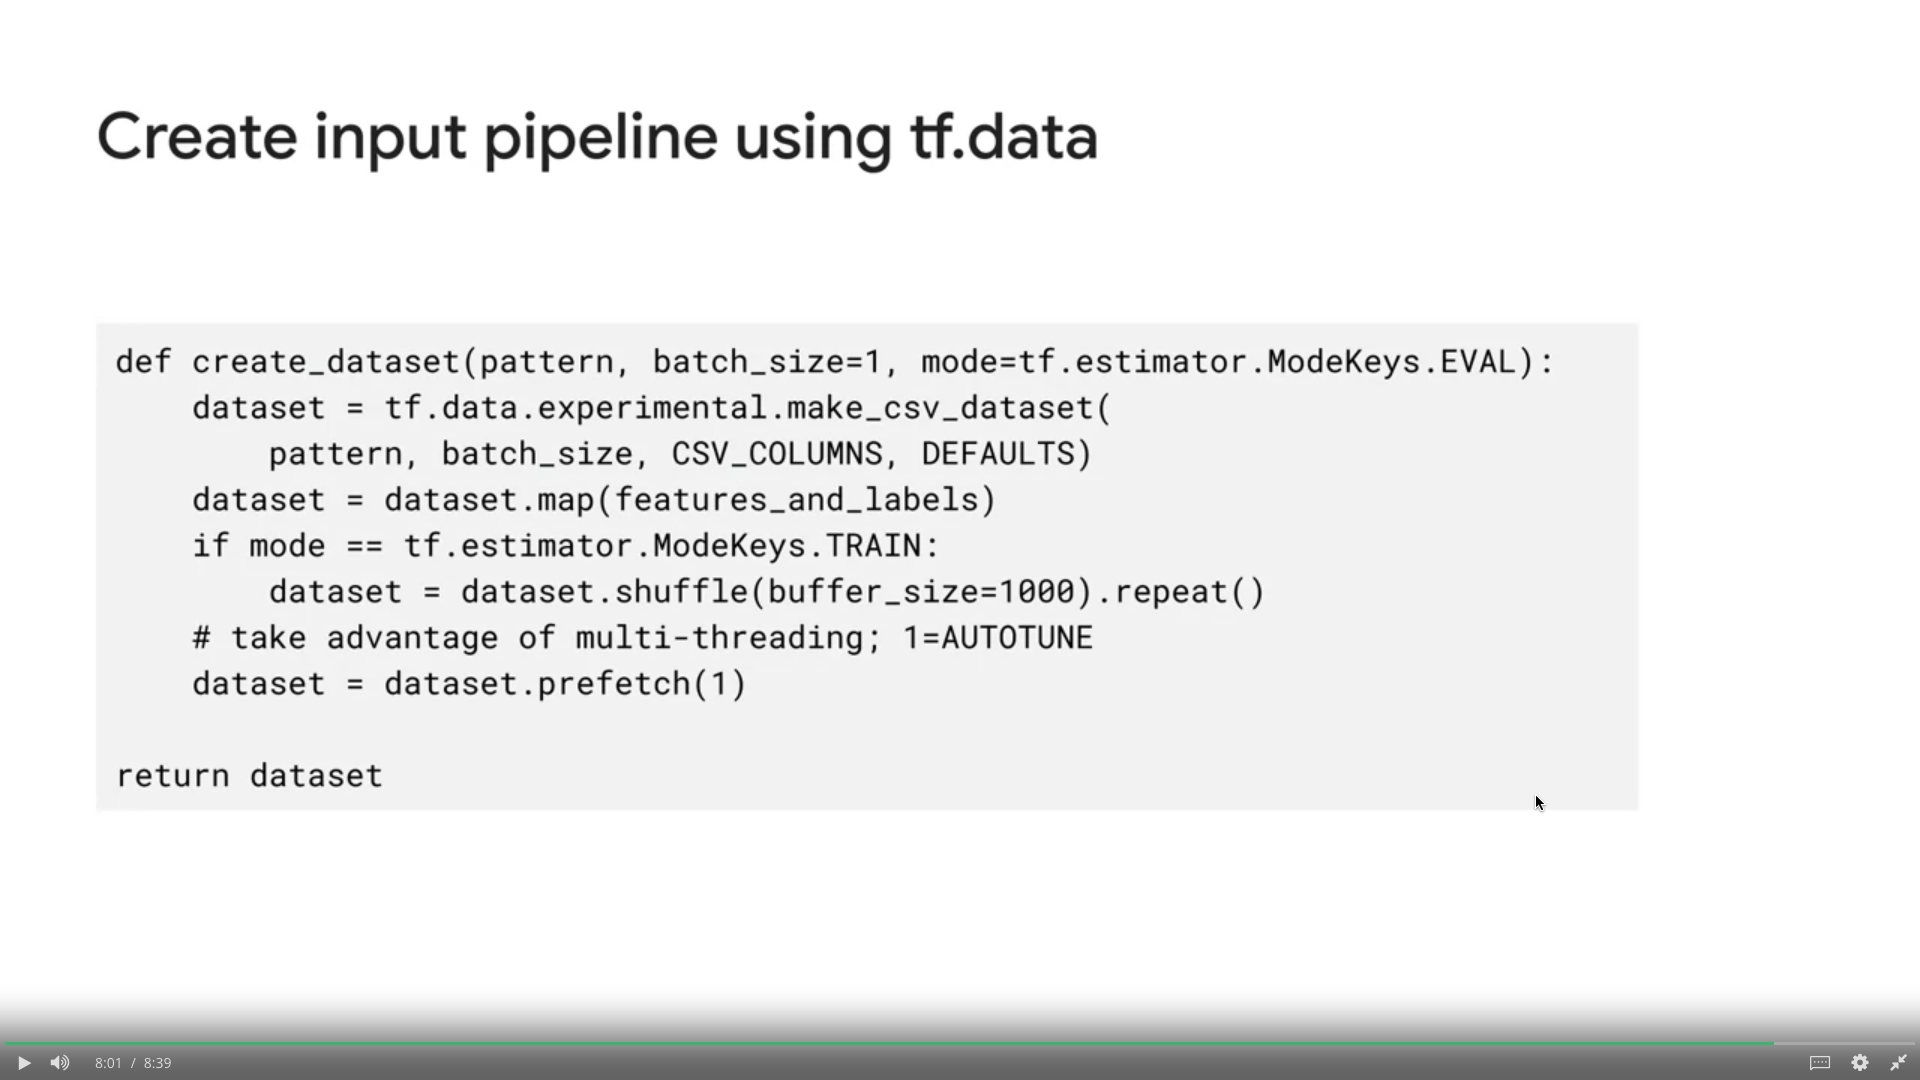 Create input pipeline using tf.data
def create_dataset(pattern, batch_size=1, mode=tf.estimator.ModeKeys.EVAL):
    dataset = tf.data.experimental.make_csv_dataset(
        pattern, batch_size, CSV_COLUMNS, DEFAULTS)
    dataset = dataset.map(features_and_labels)
    if mode == tf.estimator.ModeKeys.TRAIN:
        dataset = dataset.shuffle(buffer_size=1000).repeat()
    # take advantage of multi-threading; 1=AUTOTUNE
    dataset = dataset.prefetch(1)
return dataset
8:01 / 8:39